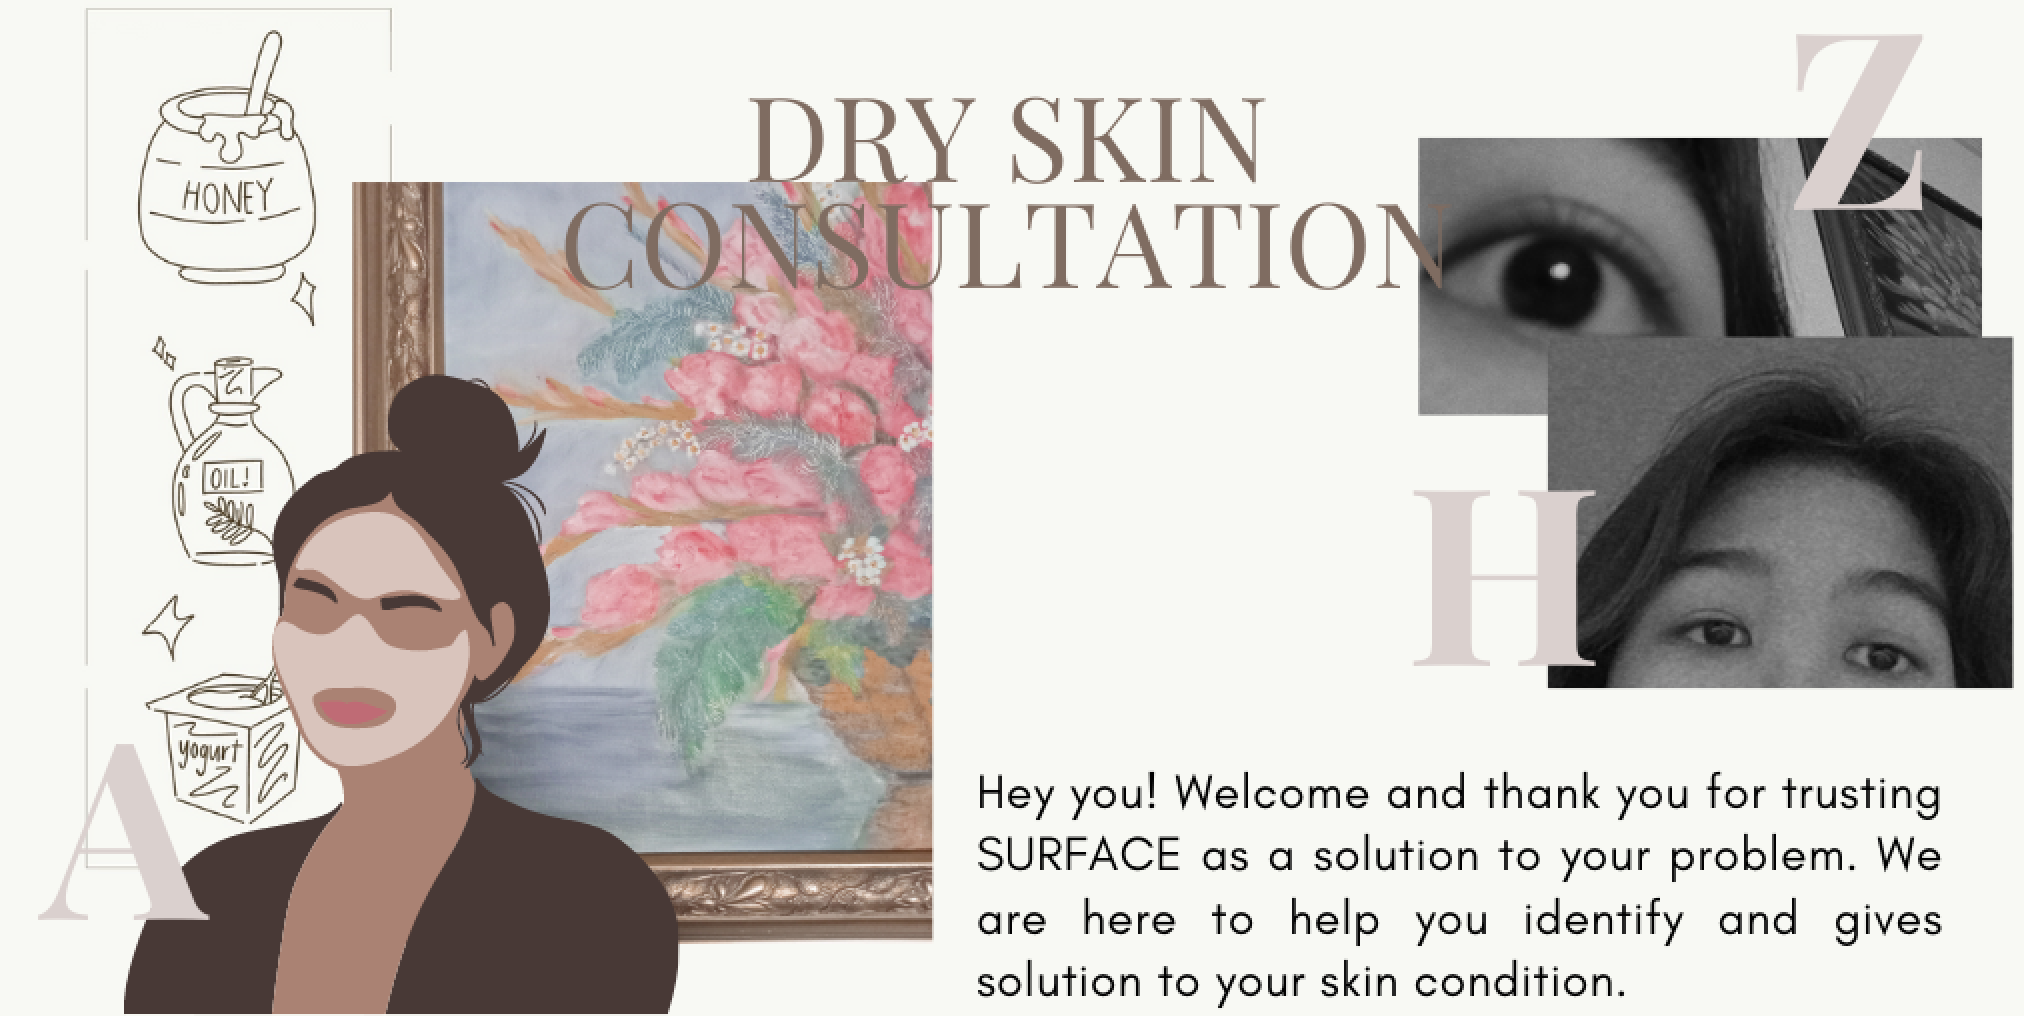 Z
HONEY
DRY SKIN
CONSULTATION
OIL!
H
yogurt
A
Hey you! Welcome and thank you for trusting
SURFACE as a solution to your problem. We
are here to help you identify and gives
solution to your skin condition.